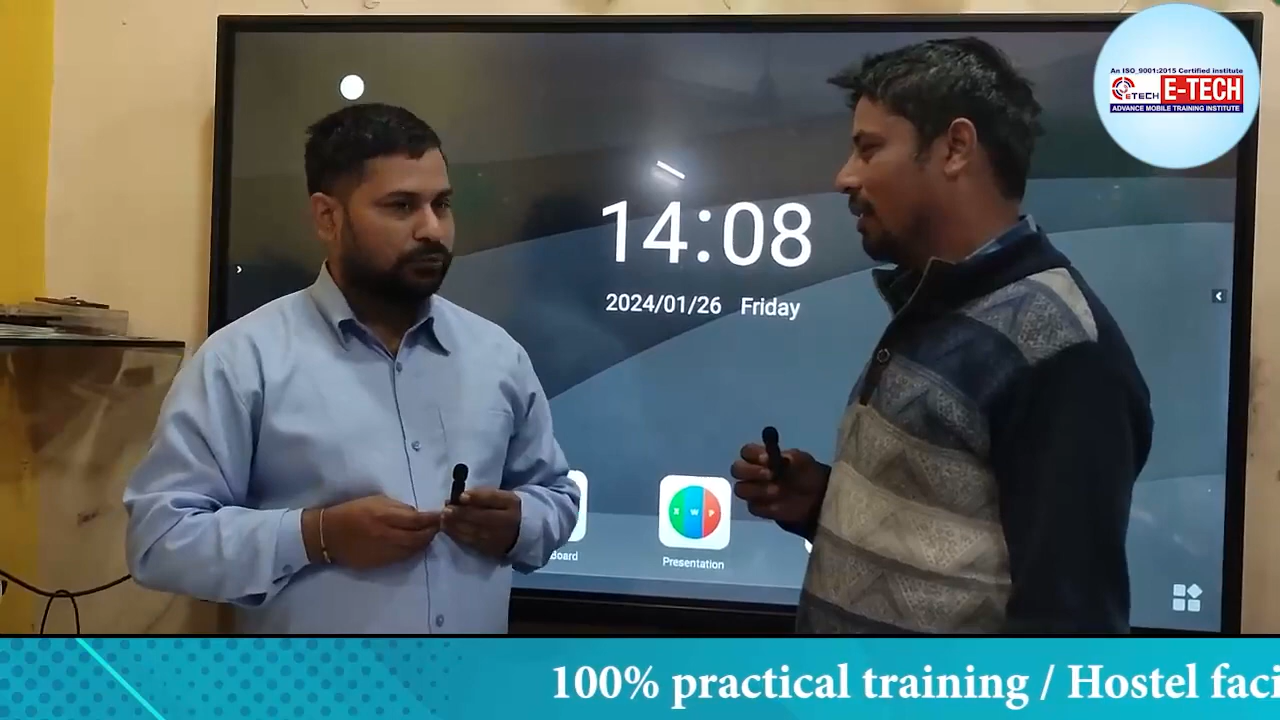 An ISO 9001:2015 Certified Institute
ETECH E-TECH
ADVANCE MOBILE TRAINING INSTITUTE
14:08
2024/01/26 Friday
X W P
Board
Presentation
100% practical training / Hostel faci